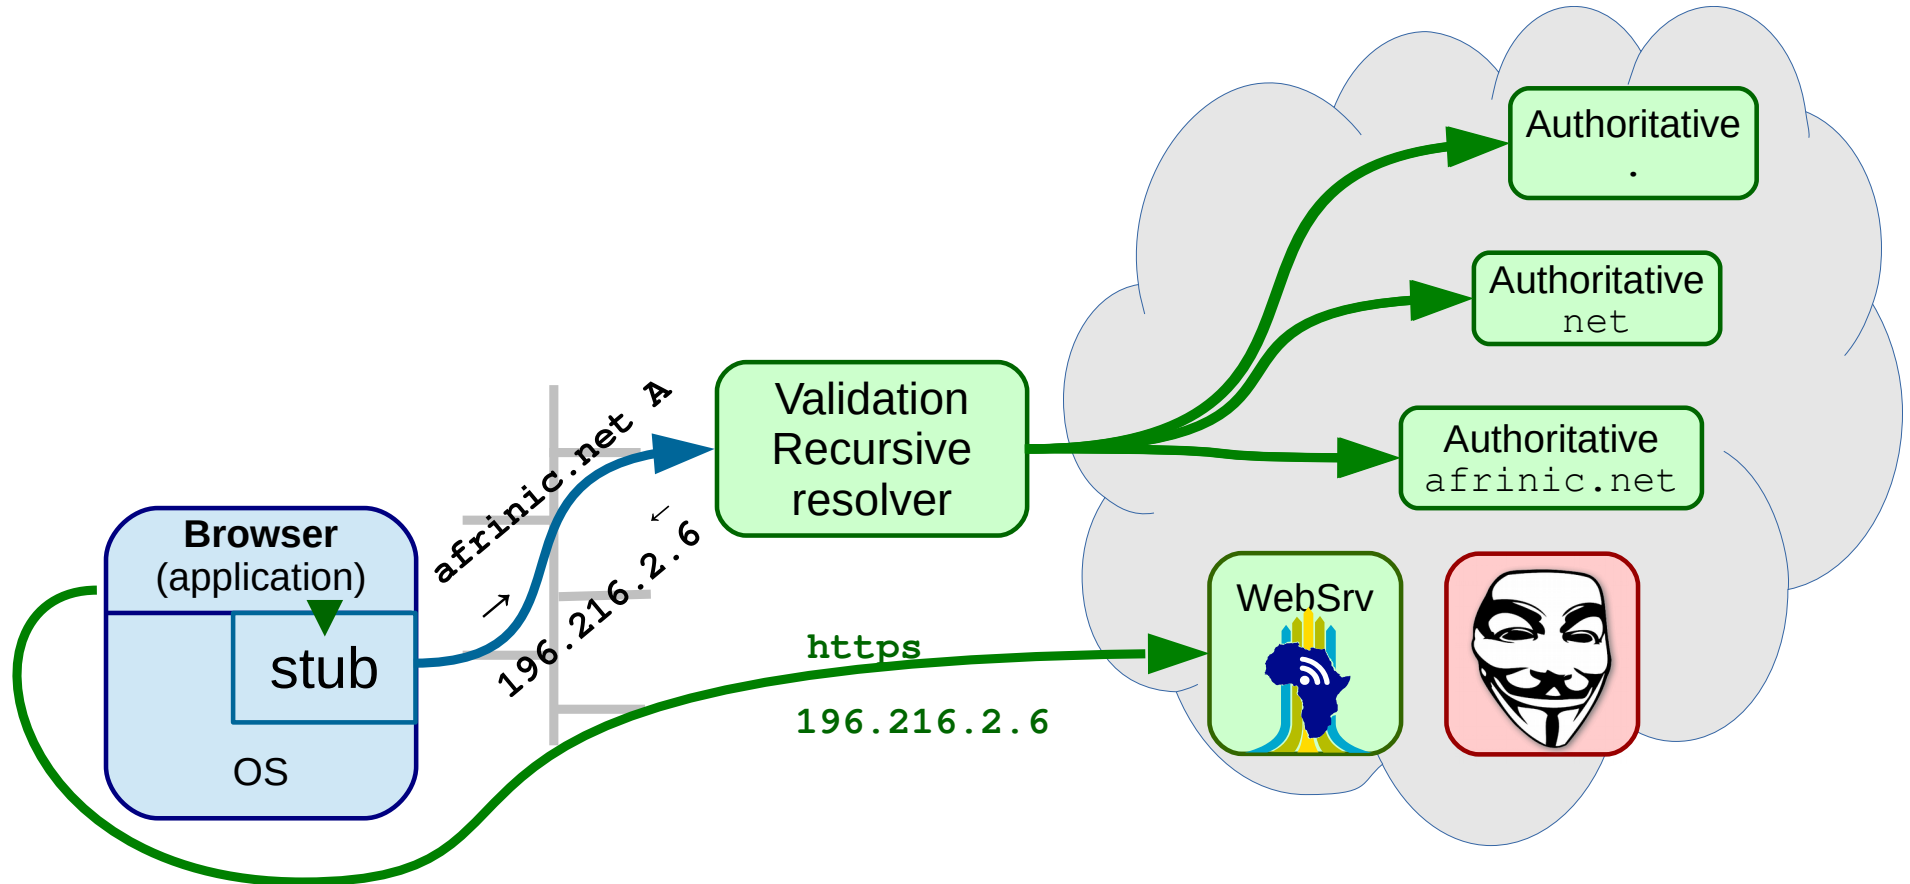 Authoritative
.
Authoritative
net
Authoritative
afrinic.net
Validation
Recursive
resolver
afrinic.net A
→
←
196.216.2.6
Browser
(application)
stub
OS
https
196.216.2.6
WebSrv